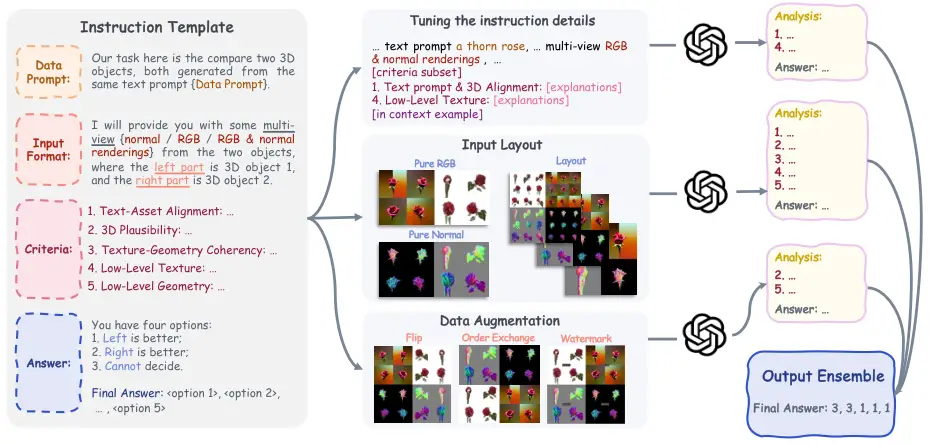 Instruction Template
Data
Prompt:
Our task here is the compare two 3D
objects, both generated from the
same text prompt {Data Prompt}.
Input
Format:
I will provide you with some multi-
view {normal / RGB / RGB & normal
renderings} from the two objects,
where the left part is 3D object 1,
and the right part is 3D object 2.
Criteria:
1. Text-Asset Alignment: ...
2. 3D Plausibility: ...
3. Texture-Geometry Coherency: ...
4. Low-Level Texture: ...
5. Low-Level Geometry: ...
Answer:
You have four options:
1. Left is better;
2. Right is better;
3. Cannot decide.
Final Answer: <option 1>, <option 2>,
... , <option 5>
Tuning the instruction details
... text prompt a thorn rose, ... multi-view RGB
& normal renderings , ...
[criteria subset]
1. Text prompt & 3D Alignment: [explanations]
4. Low-Level Texture: [explanations]
[in context example]
Input Layout
Pure RGB
Layout
Pure Normal
Data Augmentation
Flip
Order Exchange
Watermark
Analysis:
1. ...
4. ...
Answer: ...
Analysis:
1. ...
2. ...
3. ...
4. ...
5. ...
Answer: ...
Analysis:
2. ...
5. ...
Answer: ...
Output Ensemble
Final Answer: 3, 3, 1, 1, 1